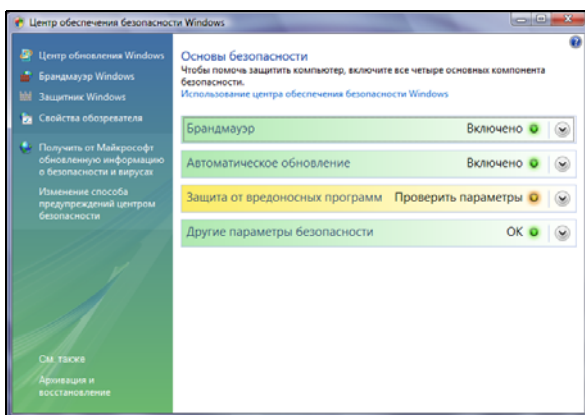 Центр обеспечения безопасности Windows
Центр обновления Windows
Брандмауэр Windows
Защитник Windows
Свойства обозревателя
Получить от Майкрософт
обновленную информацию
о безопасности и вирусах
Изменение способа
предупреждений центром
безопасности
См. также
Архивация и
восстановление
Основы безопасности
Чтобы помочь защитить компьютер, включите все четыре основных компонента
безопасности.
Использование центра обеспечения безопасности Windows
Брандмауэр Включено
Автоматическое обновление Включено
Защита от вредоносных программ Проверить параметры
Другие параметры безопасности ОК